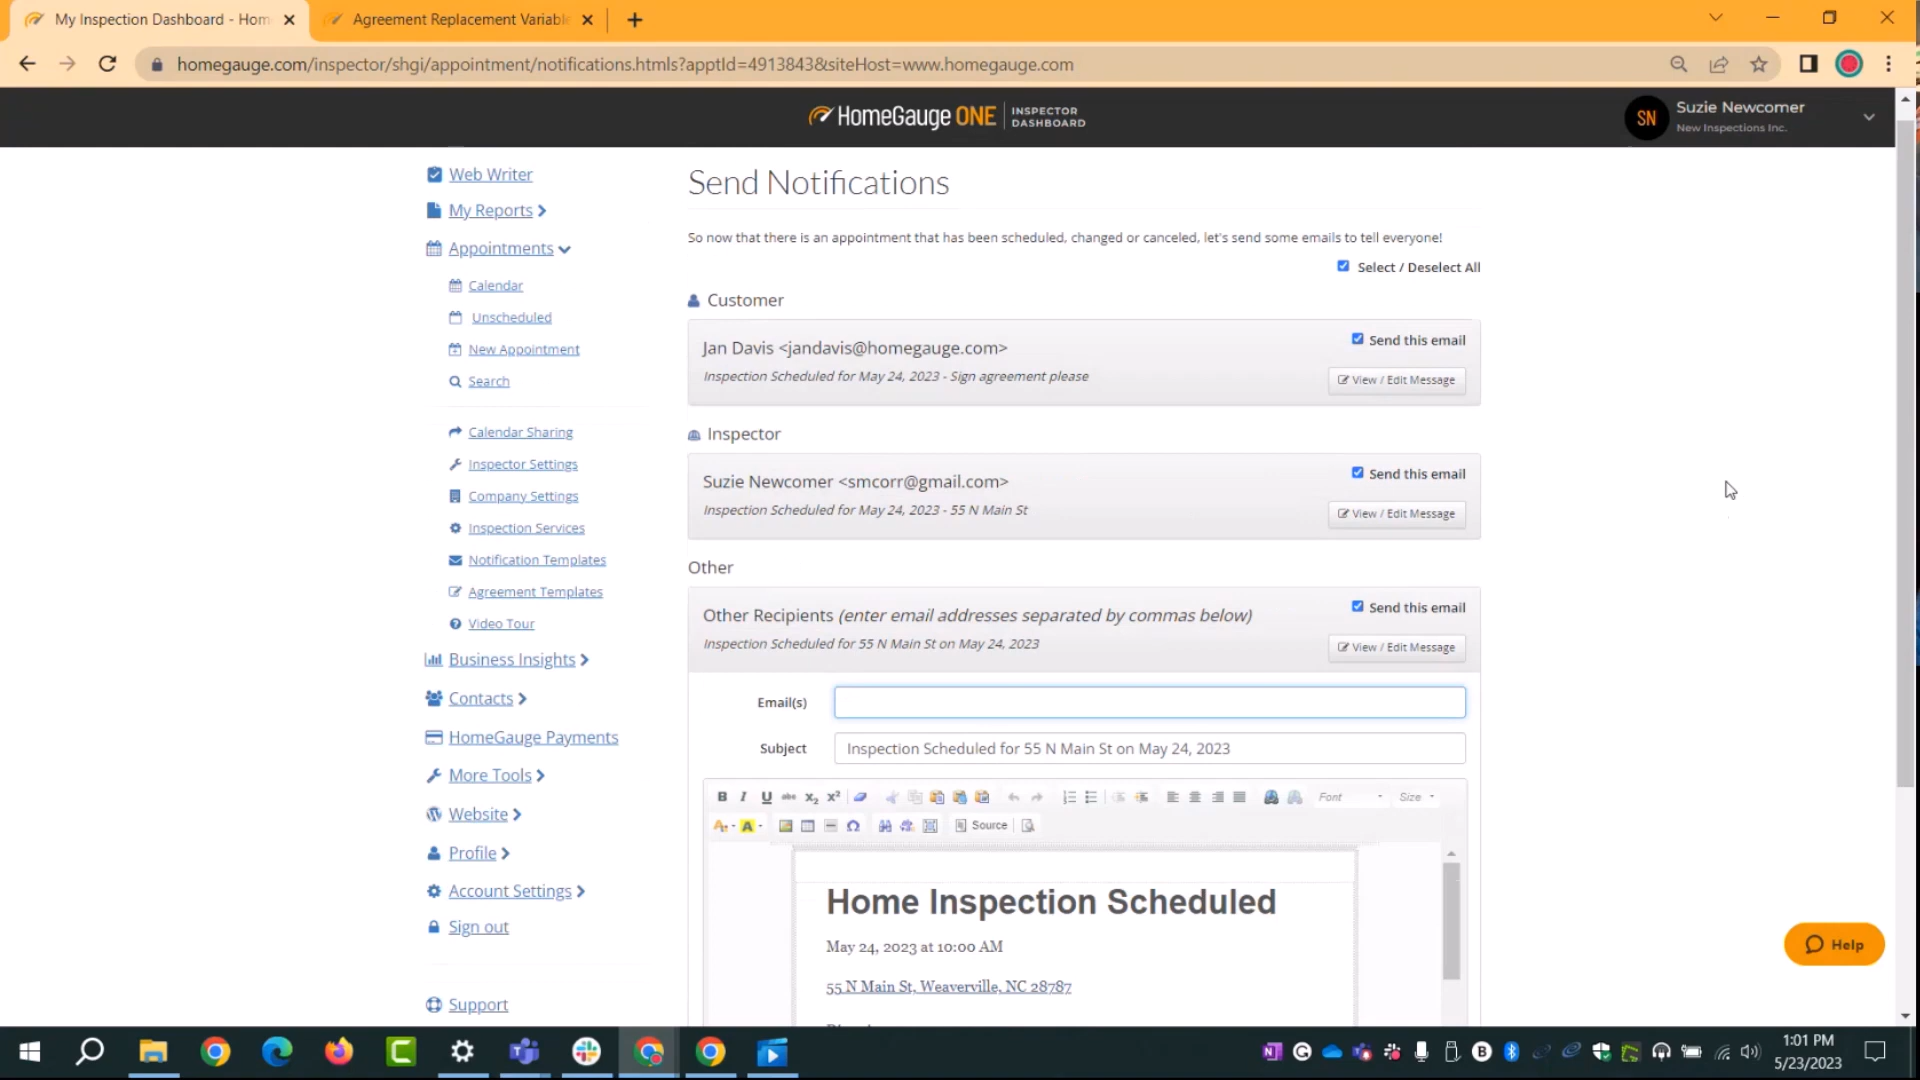 My Inspection Dashboard - Hom
Agreement Replacement Variable
homegauge.com/inspector/shgi/appointment/notifications.htmls?apptId=4913843&siteHost=www.homegauge.com
HomeGauge ONE
INSPECTOR
DASHBOARD
SN
Suzie Newcomer
New Inspections Inc.
Web Writer
My Reports
Appointments
Calendar
Unscheduled
New Appointment
Search
Calendar Sharing
Inspector Settings
Company Settings
Inspection Services
Notification Templates
Agreement Templates
Video Tour
Business Insights
Contacts
HomeGauge Payments
More Tools
Website
Profile
Account Settings
Sign out
Support
Send Notifications
So now that there is an appointment that has been scheduled, changed or canceled, let's send some emails to tell everyone!
Select / Deselect All
Customer
Jan Davis <jandavis@homegauge.com>
Send this email
Inspection Scheduled for May 24, 2023 - Sign agreement please
View / Edit Message
Inspector
Suzie Newcomer <smcorr@gmail.com>
Send this email
Inspection Scheduled for May 24, 2023 - 55 N Main St
View / Edit Message
Other
Other Recipients (enter email addresses separated by commas below)
Send this email
Inspection Scheduled for 55 N Main St on May 24, 2023
View / Edit Message
Email(s)
Subject
Inspection Scheduled for 55 N Main St on May 24, 2023
B I U abc X₂ X² Font Size
A A Ω Source
Home Inspection Scheduled
May 24, 2023 at 10:00 AM
55 N Main St, Weaverville, NC 28787
Help
1:01 PM
5/23/2023